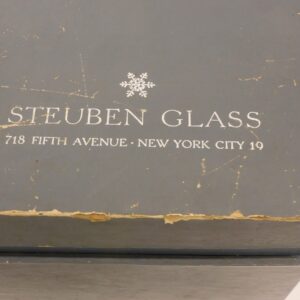 STEUBEN GLASS
718 FIFTH AVENUE · NEW YORK CITY 19